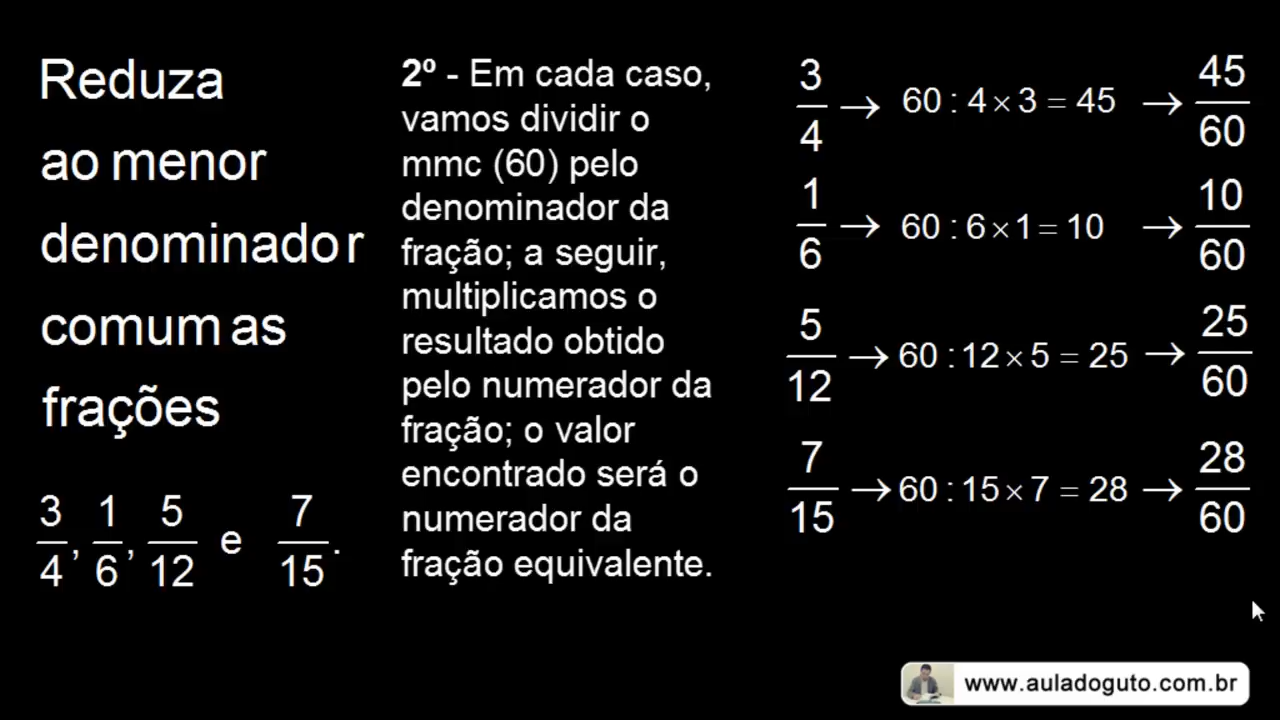 Reduza
ao menor
denominador
comum as
frações
3/4, 1/6, 5/12 e 7/15.
2º - Em cada caso,
vamos dividir o
mmc (60) pelo
denominador da
fração; a seguir,
multiplicamos o
resultado obtido
pelo numerador da
fração; o valor
encontrado será o
numerador da
fração equivalente.
3/4 → 60 : 4 × 3 = 45 → 45/60
1/6 → 60 : 6 × 1 = 10 → 10/60
5/12 → 60 : 12 × 5 = 25 → 25/60
7/15 → 60 : 15 × 7 = 28 → 28/60
www.auladoguto.com.br